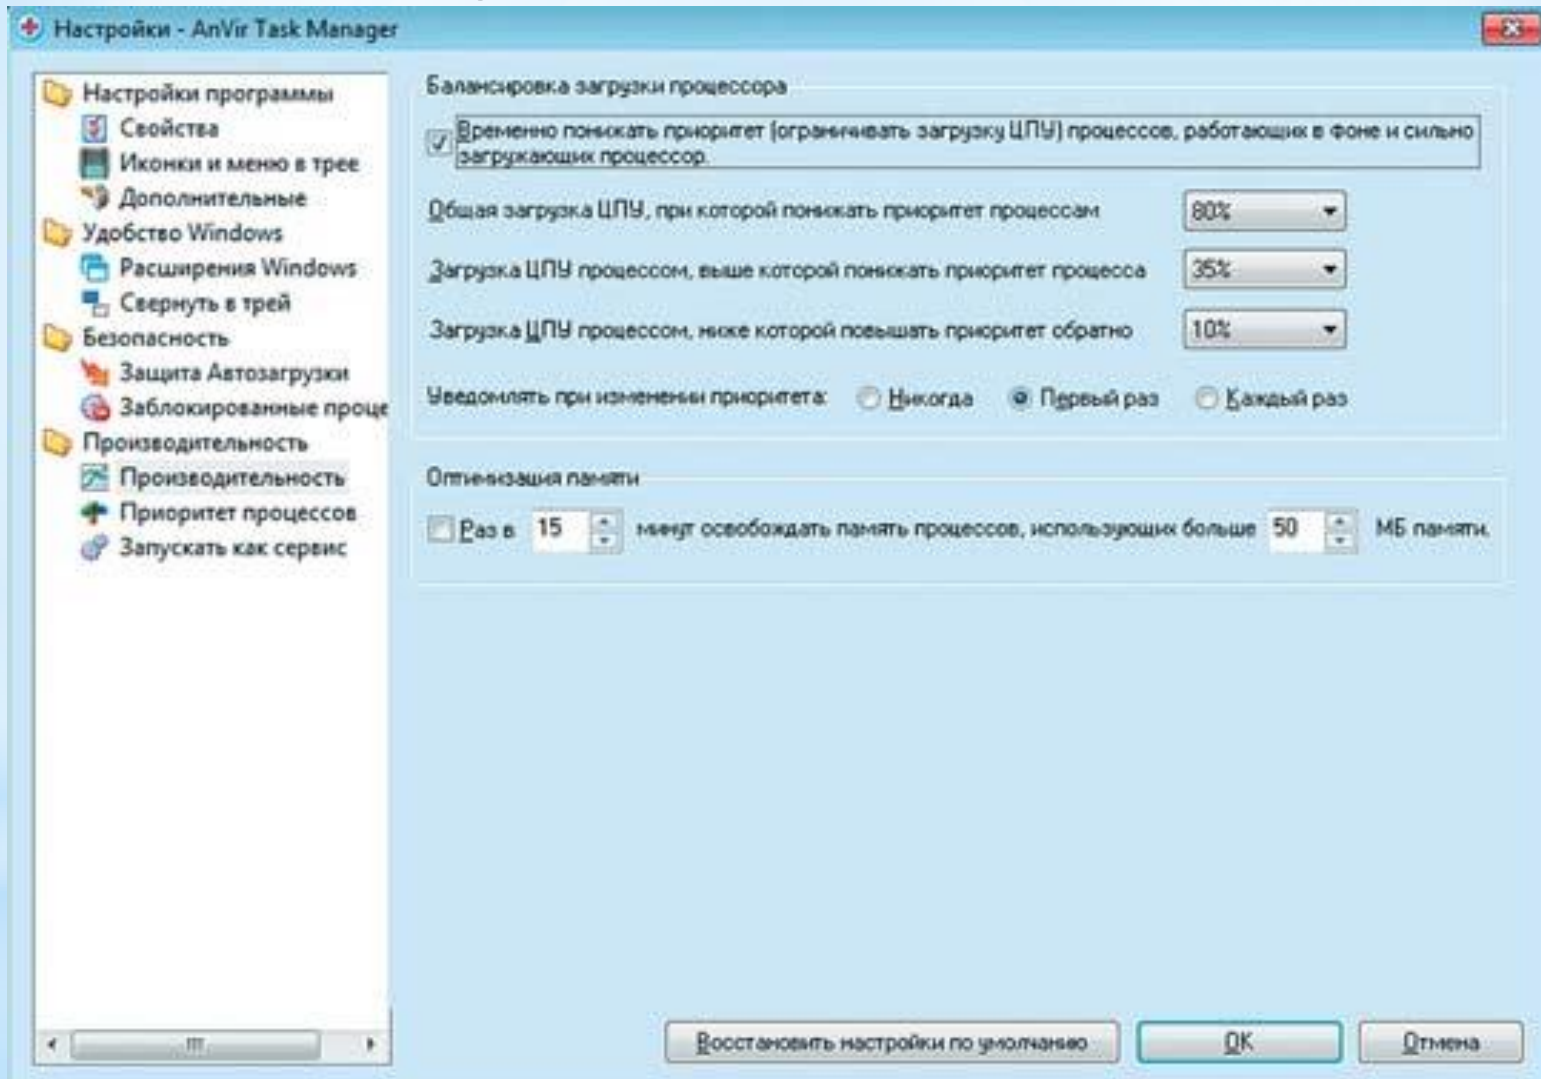 Настройки - AnVir Task Manager
Настройки программы
Свойства
Иконки и меню в трее
Дополнительные
Удобство Windows
Расширения Windows
Свернуть в трей
Безопасность
Защита Автозагрузки
Заблокированные проце
Производительность
Производительность
Приоритет процессов
Запускать как сервис
Балансировка загрузки процессора
Временно понижать приоритет (ограничивать загрузку ЦПУ) процессов, работающих в фоне и сильно
загружающих процессор.
Общая загрузка ЦПУ, при которой понижать приоритет процессам 80%
Загрузка ЦПУ процессом, выше которой понижать приоритет процесса 35%
Загрузка ЦПУ процессом, ниже которой повышать приоритет обратно 10%
Уведомлять при изменении приоритета: Никогда Первый раз Каждый раз
Оптимизация памяти
Раз в 15 минут освобождать память процессов, использующих больше 50 МБ памяти.
Восстановить настройки по умолчанию OK Отмена